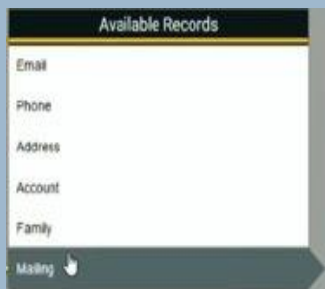 Available Records
Email
Phone
Address
Account
Family
Mailing